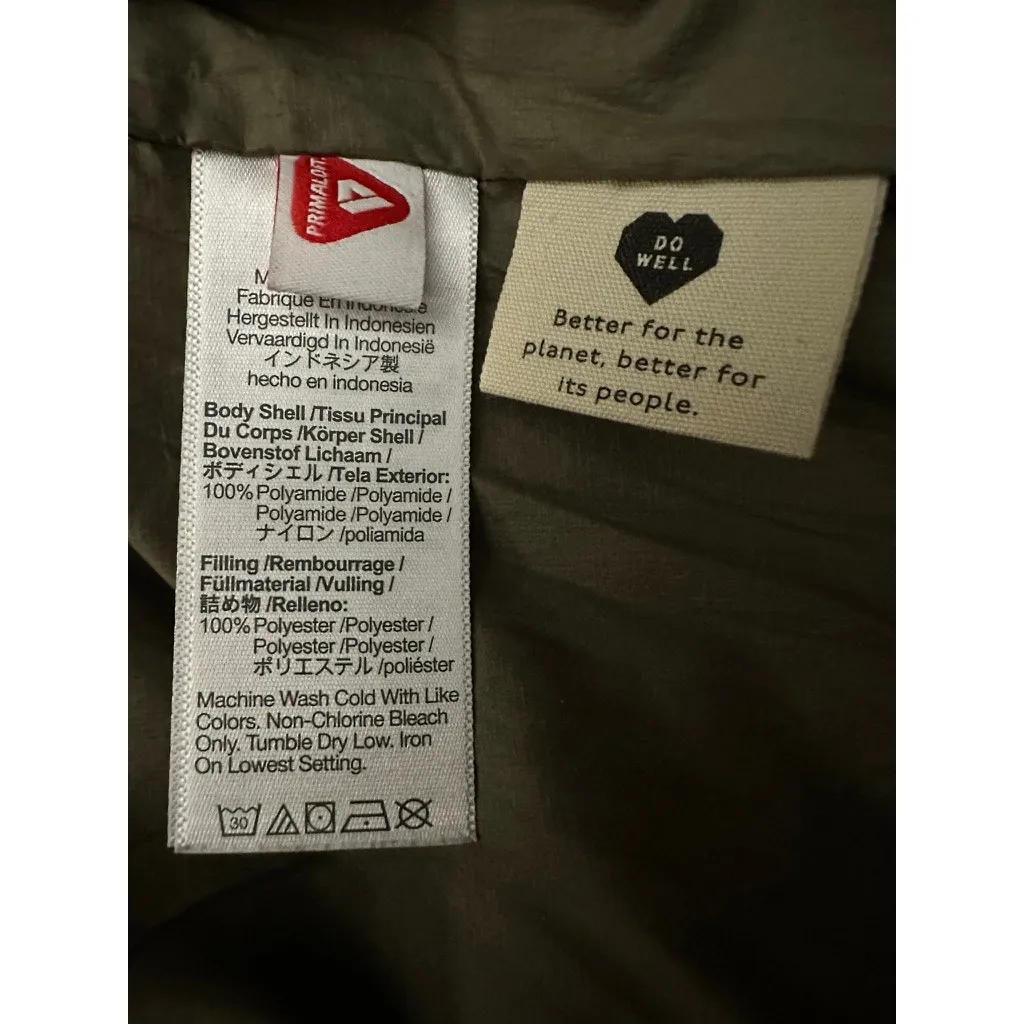 PRIMALOFT
Fabrique En Indonésie
Hergestellt In Indonesien
Vervaardigd In Indonesië
インドネシア製
hecho en indonesia
Body Shell /Tissu Principal
Du Corps /Körper Shell /
Bovenstof Lichaam /
ボディシェル /Tela Exterior:
100% Polyamide /Polyamide /
Polyamide /Polyamide /
ナイロン /poliamida
Filling /Rembourrage /
Füllmaterial /Vulling /
詰め物 /Relleno:
100% Polyester /Polyester /
Polyester /Polyester /
ポリエステル /poliéster
Machine Wash Cold With Like
Colors. Non-Chlorine Bleach
Only. Tumble Dry Low. Iron
On Lowest Setting.
30
DO
WELL
Better for the
planet, better for
its people.